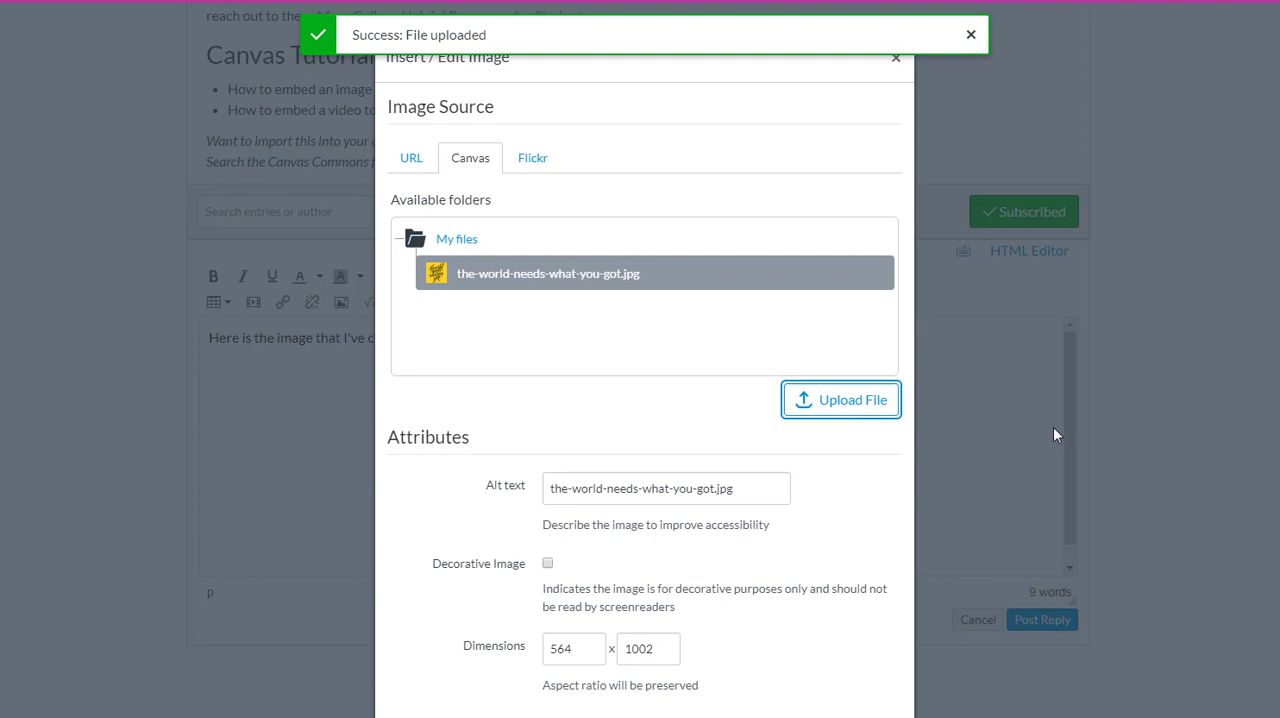 reach out to the
Success: File uploaded
Insert / Edit Image
Canvas Tutorial
Image Source
How to embed an image
How to embed a video to
Want to import this into your
Search the Canvas Commons f
URL Canvas Flickr
Available folders
Search entries or author
Subscribed
My files
HTML Editor
B I U A A
the-world-needs-what-you-got.jpg
Here is the image that I've c
Upload File
Attributes
Alt text the-world-needs-what-you-got.jpg
Describe the image to improve accessibility
Decorative Image
Indicates the image is for decorative purposes only and should not
be read by screenreaders
p
9 words
Cancel Post Reply
Dimensions 564 x 1002
Aspect ratio will be preserved